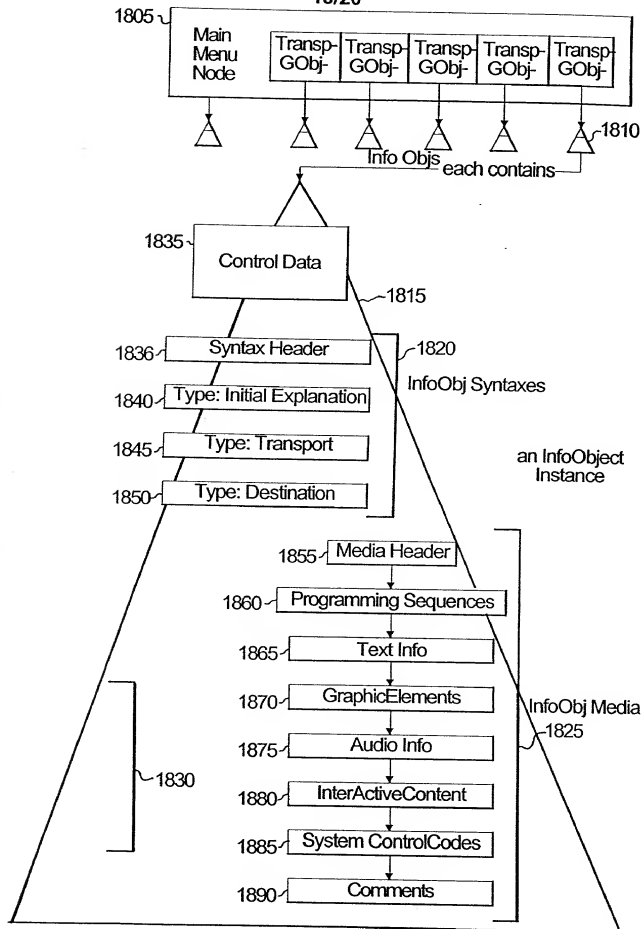 1805
Main
Menu
Node
Transp- Transp- Transp- Transp- Transp-
GObj- GObj- GObj- GObj- GObj-
1810
Info Objs
each contains
1835
Control Data
1815
1836
Syntax Header
1820
InfoObj Syntaxes
1840
Type: Initial Explanation
1845
Type: Transport
1850
Type: Destination
an InfoObject
Instance
1855
Media Header
1860
Programming Sequences
1865
Text Info
1870
GraphicElements
InfoObj Media
1825
1875
Audio Info
1830
1880
InterActiveContent
1885
System ControlCodes
1890
Comments